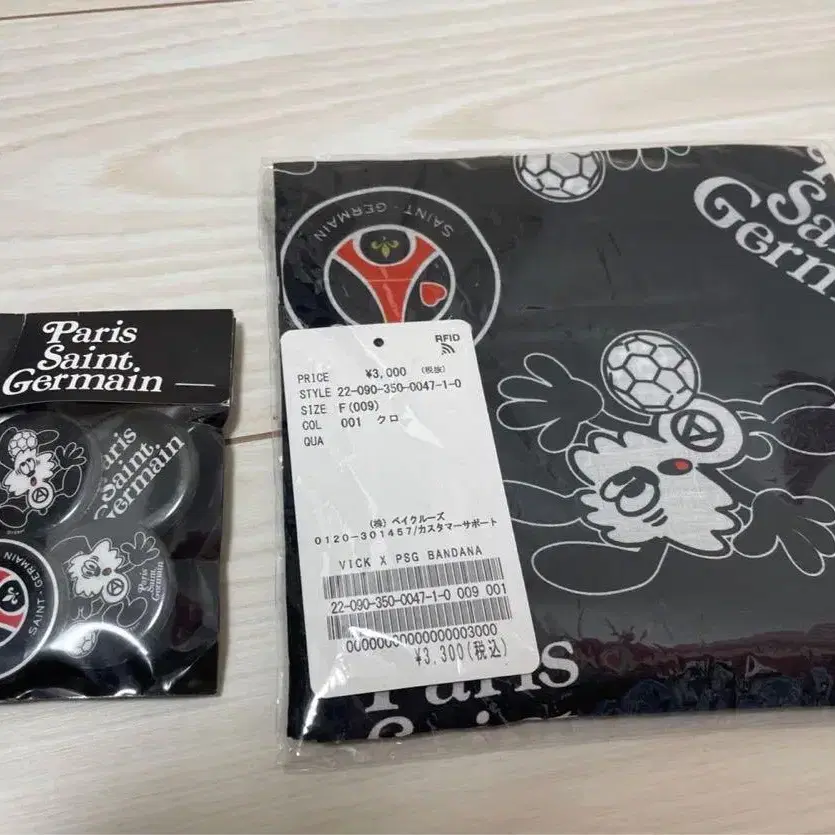 Paris
Saint.
Germain
Paris
Saint.
Germain
SAINT-GERMAIN
Paris
Saint
Germain
SAINT-GERMAIN
Germ
RFID
PRICE ¥3,000 (税抜)
STYLE 22-090-350-0047-1-0
SIZE F(009)
COL 001 クロ
QUA
(株) ベイクルーズ
0120-301457/カスタマーサポート
VICK X PSG BANDANA
22-090-350-0047-1-0 009 001
0000000000000000003000
¥3,300(税込)
Paris